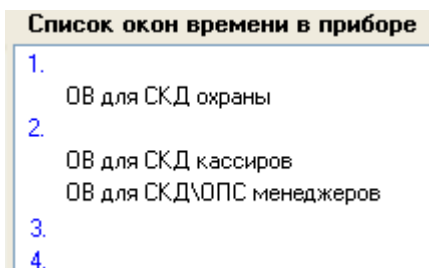 Список окон времени в приборе
1.
ОВ для СКД охраны
2.
ОВ для СКД кассиров
ОВ для СКД\ОПС менеджеров
3.
4.